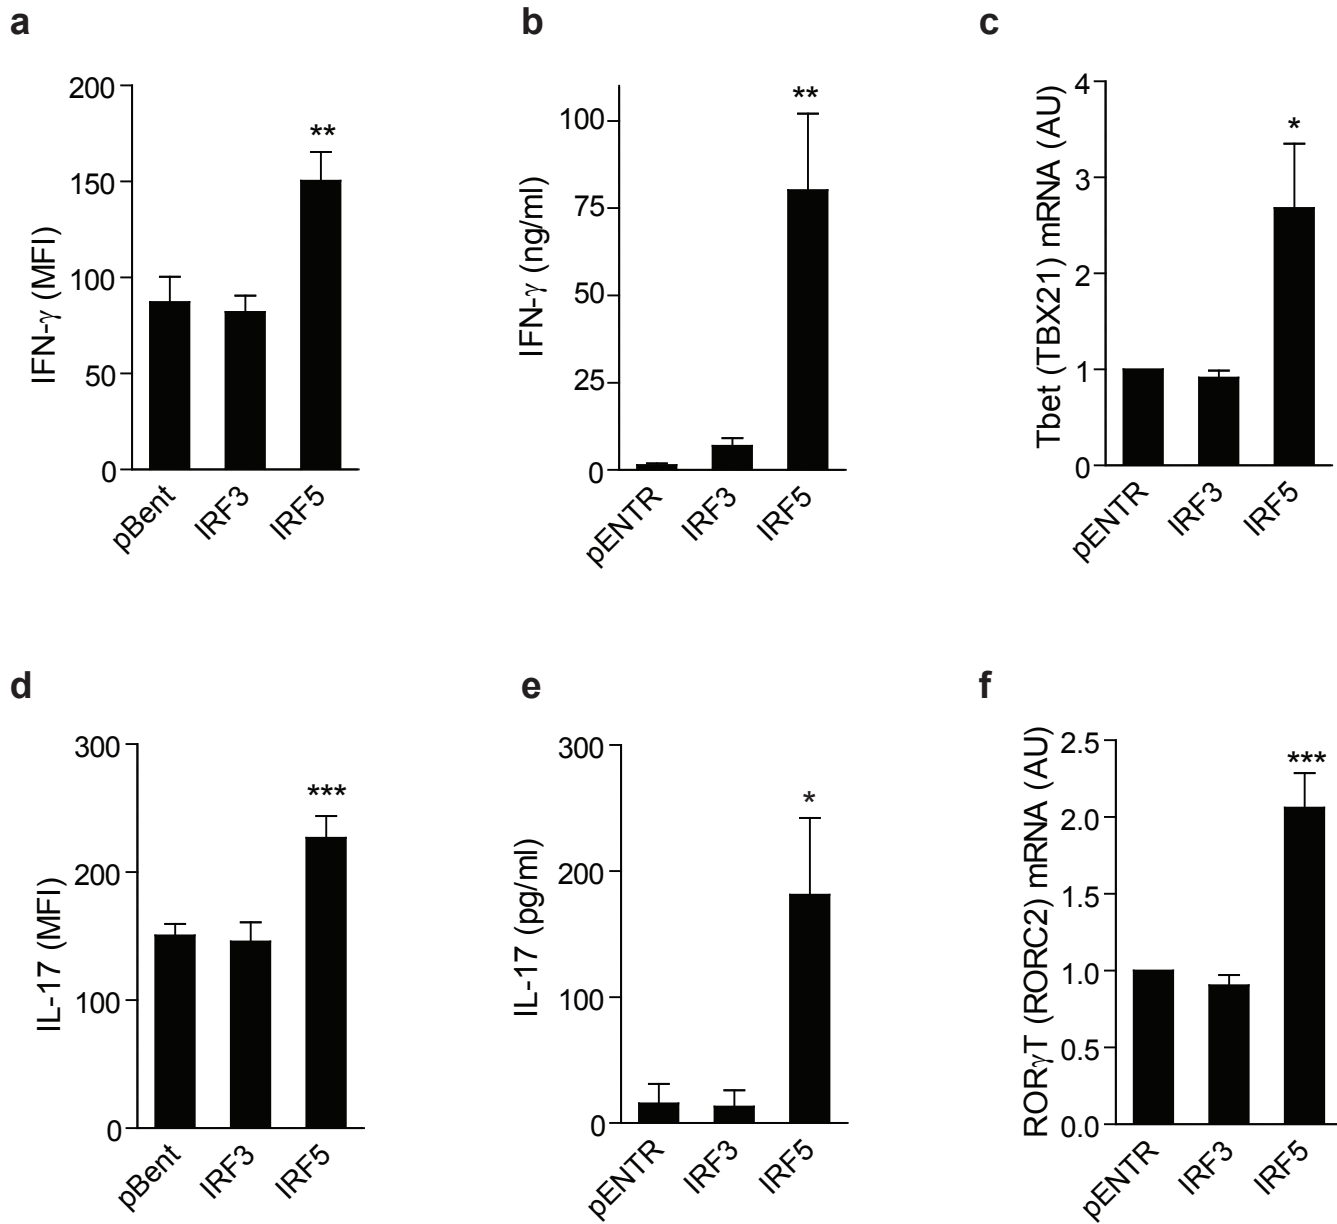 a
IFN-γ (MFI)
200
150
100
50
0
**
pBent
IRF3
IRF5
b
IFN-γ (ng/ml)
100
75
50
25
0
**
pENTR
IRF3
IRF5
c
Tbet (TBX21) mRNA (AU)
4
3
2
1
0
*
pENTR
IRF3
IRF5
d
IL-17 (MFI)
300
200
100
0
***
pBent
IRF3
IRF5
e
IL-17 (pg/ml)
300
200
100
0
*
pENTR
IRF3
IRF5
f
RORγT (RORC2) mRNA (AU)
2.5
2.0
1.5
1.0
0.5
0.0
***
pENTR
IRF3
IRF5